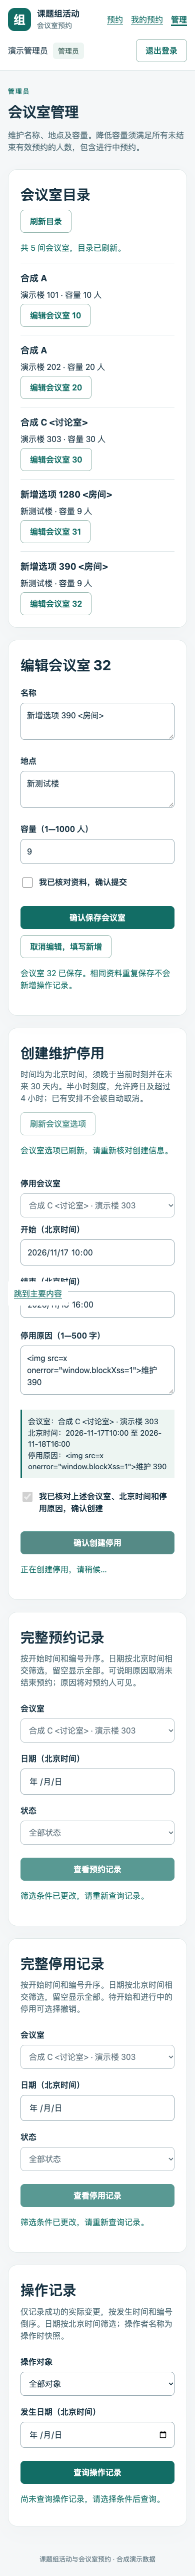 组
课题组活动
会议室预约
预约
我的预约
管理
演示管理员
管理员
退出登录
管理员
会议室管理
维护名称、地点及容量。降低容量须满足所有未结
束有效预约的人数，包含进行中预约。
会议室目录
刷新目录
共 5 间会议室，目录已刷新。
合成 A
演示楼 101 · 容量 10 人
编辑会议室 10
合成 A
演示楼 202 · 容量 20 人
编辑会议室 20
合成 C <讨论室>
演示楼 303 · 容量 30 人
编辑会议室 30
新增选项 1280 <房间>
新测试楼 · 容量 9 人
编辑会议室 31
新增选项 390 <房间>
新测试楼 · 容量 9 人
编辑会议室 32
编辑会议室 32
名称
新增选项 390 <房间>
地点
新测试楼
容量（1—1000 人）
9
我已核对资料，确认提交
确认保存会议室
取消编辑，填写新增
会议室 32 已保存。相同资料重复保存不会
新增操作记录。
创建维护停用
时间均为北京时间，须晚于当前时刻并在未
来 30 天内。半小时刻度，允许跨日及超过
4 小时；已有安排不会被自动取消。
刷新会议室选项
会议室选项已刷新，请重新核对创建信息。
停用会议室
合成 C <讨论室> · 演示楼 303
开始（北京时间）
2026/11/17 10:00
结束（北京时间）
跳到主要内容
2026/11/18 16:00
停用原因（1—500 字）
<img src=x
onerror="window.blockXss=1">维护
390
会议室：合成 C <讨论室> · 演示楼 303
北京时间：2026-11-17T10:00 至 2026-
11-18T16:00
停用原因：<img src=x
onerror="window.blockXss=1">维护 390
我已核对上述会议室、北京时间和停
用原因，确认创建
确认创建停用
正在创建停用，请稍候…
完整预约记录
按开始时间和编号升序。日期按北京时间相
交筛选，留空显示全部。可说明原因取消未
结束预约；原因将对预约人可见。
会议室
合成 C <讨论室> · 演示楼 303
日期（北京时间）
年 /月/日
状态
全部状态
查看预约记录
筛选条件已更改，请重新查询记录。
完整停用记录
按开始时间和编号升序。日期按北京时间相
交筛选，留空显示全部。待开始和进行中的
停用可选择撤销。
会议室
合成 C <讨论室> · 演示楼 303
日期（北京时间）
年 /月/日
状态
全部状态
查看停用记录
筛选条件已更改，请重新查询记录。
操作记录
仅记录成功的实际变更，按发生时间和编号
倒序。日期按北京时间筛选；操作者名称为
操作时快照。
操作对象
全部对象
发生日期（北京时间）
年 /月/日
查询操作记录
尚未查询操作记录，请选择条件后查询。
课题组活动与会议室预约 · 合成演示数据